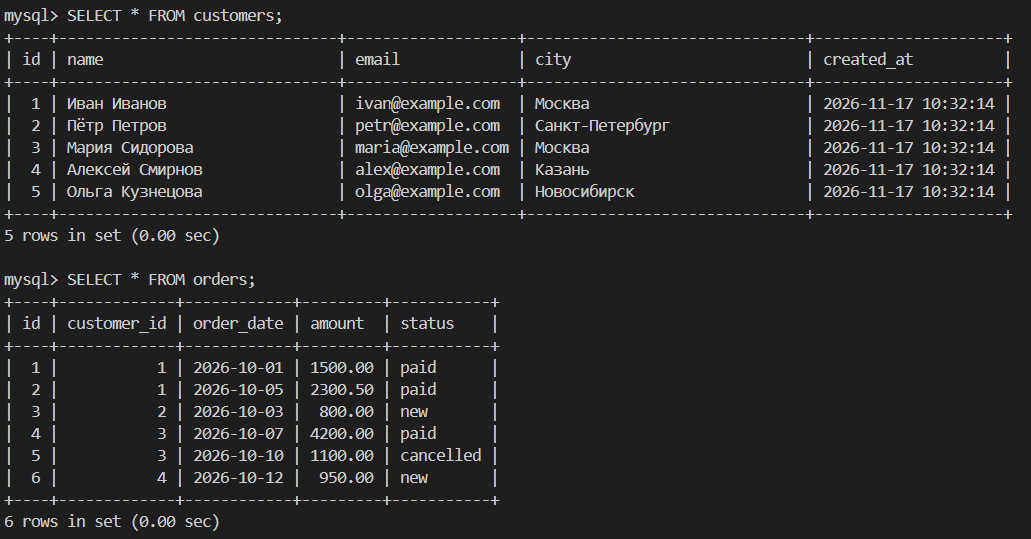 mysql> SELECT * FROM customers;
+----+-------------------------------+-------------------+-------------------------------+---------------------+
| id | name                          | email             | city                          | created_at          |
+----+-------------------------------+-------------------+-------------------------------+---------------------+
|  1 | Иван Иванов                   | ivan@example.com  | Москва                        | 2026-11-17 10:32:14 |
|  2 | Пётр Петров                   | petr@example.com  | Санкт-Петербург               | 2026-11-17 10:32:14 |
|  3 | Мария Сидорова                | maria@example.com | Москва                        | 2026-11-17 10:32:14 |
|  4 | Алексей Смирнов               | alex@example.com  | Казань                        | 2026-11-17 10:32:14 |
|  5 | Ольга Кузнецова               | olga@example.com  | Новосибирск                   | 2026-11-17 10:32:14 |
+----+-------------------------------+-------------------+-------------------------------+---------------------+
5 rows in set (0.00 sec)
mysql> SELECT * FROM orders;
+----+-------------+------------+---------+-----------+
| id | customer_id | order_date | amount  | status    |
+----+-------------+------------+---------+-----------+
|  1 |           1 | 2026-10-01 | 1500.00 | paid      |
|  2 |           1 | 2026-10-05 | 2300.50 | paid      |
|  3 |           2 | 2026-10-03 |  800.00 | new       |
|  4 |           3 | 2026-10-07 | 4200.00 | paid      |
|  5 |           3 | 2026-10-10 | 1100.00 | cancelled |
|  6 |           4 | 2026-10-12 |  950.00 | new       |
+----+-------------+------------+---------+-----------+
6 rows in set (0.00 sec)